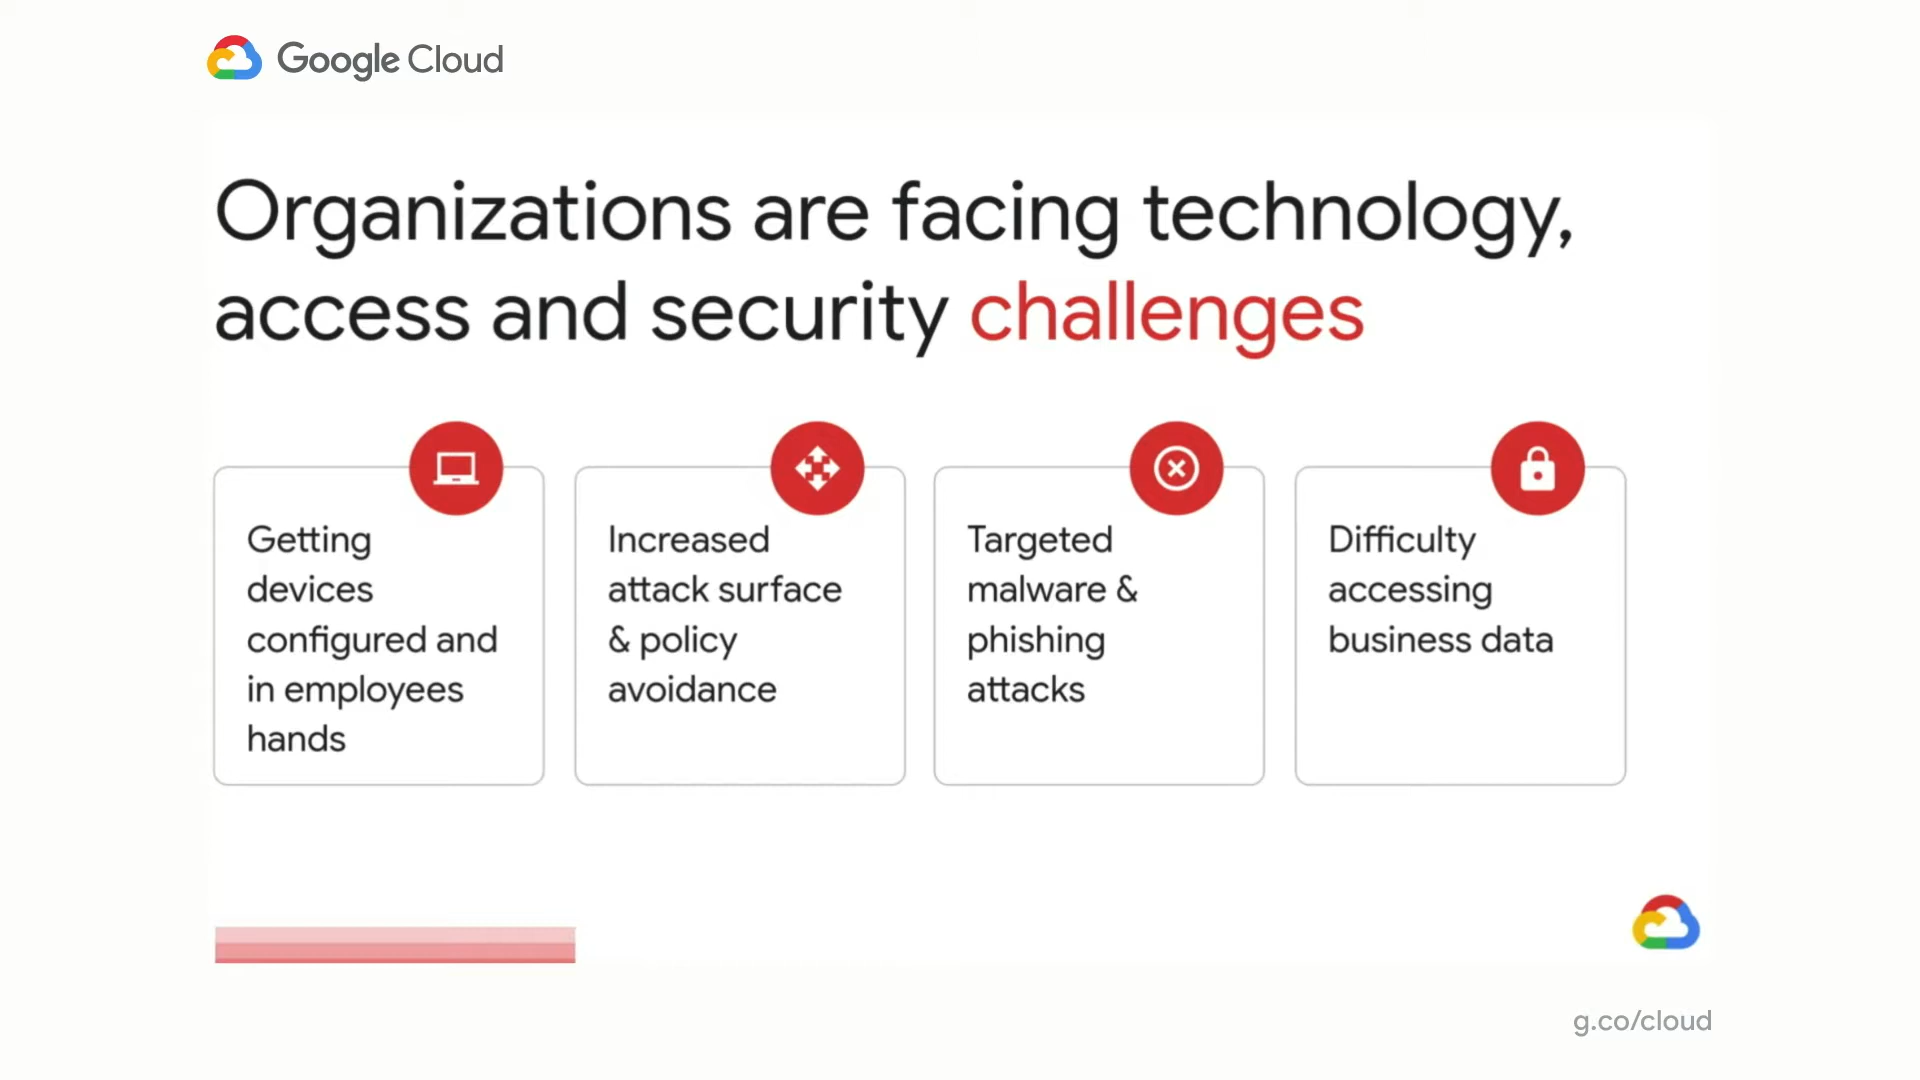 Google Cloud
Organizations are facing technology,
access and security challenges
Getting
devices
configured and
in employees
hands
Increased
attack surface
& policy
avoidance
Targeted
malware &
phishing
attacks
Difficulty
accessing
business data
g.co/cloud